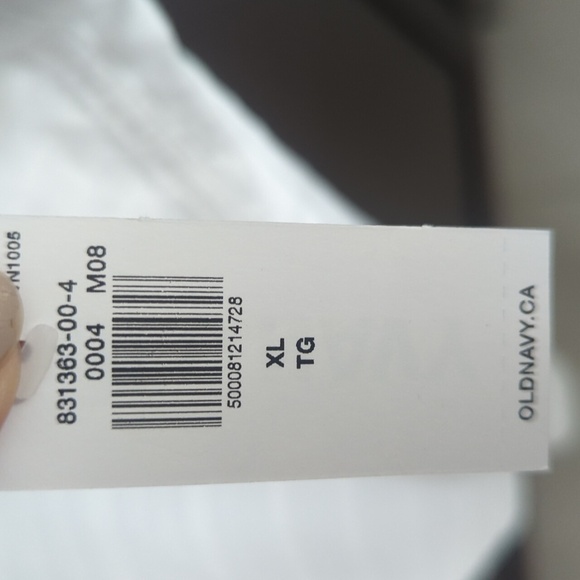 831363-00-4
0004 M08
500081214728
XL
TG
OLDNAVY.CA